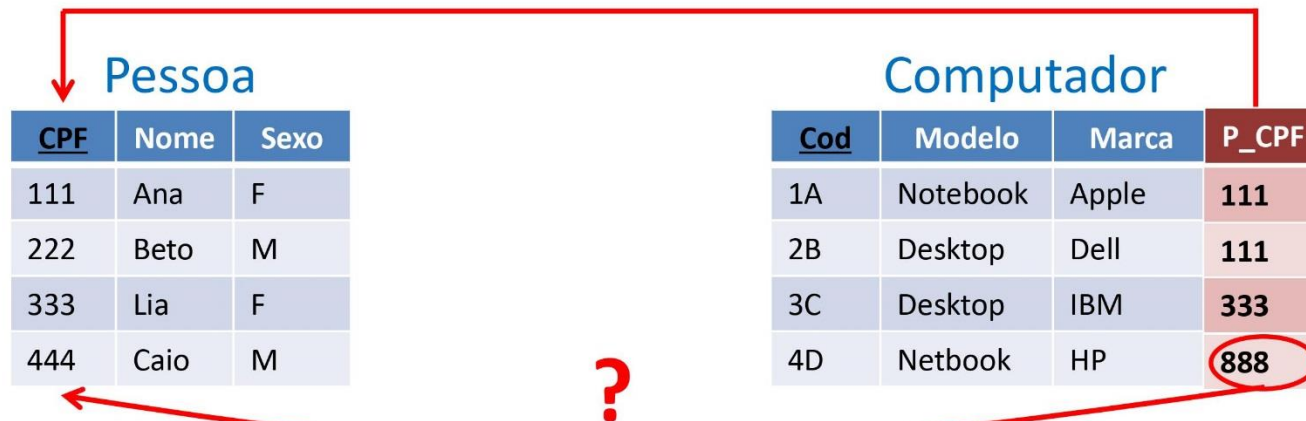 Pessoa
CPF Nome Sexo
111 Ana F
222 Beto M
333 Lia F
444 Caio M
Computador
Cod Modelo Marca P_CPF
1A Notebook Apple 111
2B Desktop Dell 111
3C Desktop IBM 333
4D Netbook HP 888
?